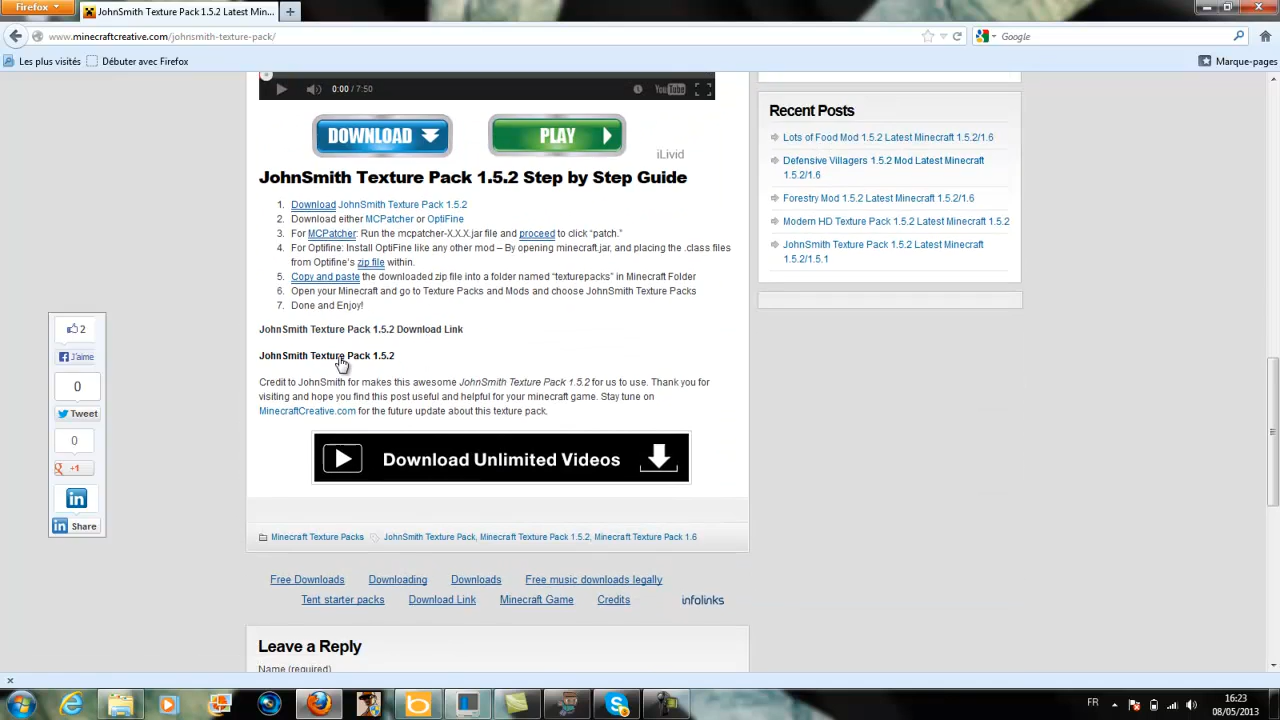 Firefox
JohnSmith Texture Pack 1.5.2 Latest Min...
www.minecraftcreative.com/johnsmith-texture-pack/
Google
Les plus visités
Débuter avec Firefox
Marque-pages
0:00 / 7:50
YouTube
DOWNLOAD
PLAY
iLivid
JohnSmith Texture Pack 1.5.2 Step by Step Guide
1. Download JohnSmith Texture Pack 1.5.2
2. Download either MCPatcher or OptiFine
3. For MCPatcher: Run the mcpatcher-X.X.X.jar file and proceed to click “patch.”
4. For Optifine: Install OptiFine like any other mod – By opening minecraft.jar, and placing the .class files
from Optifine’s zip file within.
5. Copy and paste the downloaded zip file into a folder named “texturepacks” in Minecraft Folder
6. Open your Minecraft and go to Texture Packs and Mods and choose JohnSmith Texture Packs
7. Done and Enjoy!
JohnSmith Texture Pack 1.5.2 Download Link
JohnSmith Texture Pack 1.5.2
Credit to JohnSmith for makes this awesome JohnSmith Texture Pack 1.5.2 for us to use. Thank you for
visiting and hope you find this post useful and helpful for your minecraft game. Stay tune on
MinecraftCreative.com for the future update about this texture pack.
Download Unlimited Videos
Minecraft Texture Packs
JohnSmith Texture Pack, Minecraft Texture Pack 1.5.2, Minecraft Texture Pack 1.6
Free Downloads
Downloading
Downloads
Free music downloads legally
Tent starter packs
Download Link
Minecraft Game
Credits
infolinks
Leave a Reply
Name (required)
Recent Posts
Lots of Food Mod 1.5.2 Latest Minecraft 1.5.2/1.6
Defensive Villagers 1.5.2 Mod Latest Minecraft
1.5.2/1.6
Forestry Mod 1.5.2 Latest Minecraft 1.5.2/1.6
Modern HD Texture Pack 1.5.2 Latest Minecraft 1.5.2
JohnSmith Texture Pack 1.5.2 Latest Minecraft
1.5.2/1.5.1
2
J'aime
0
Tweet
0
+1
in
in Share
FR
16:23
08/05/2013